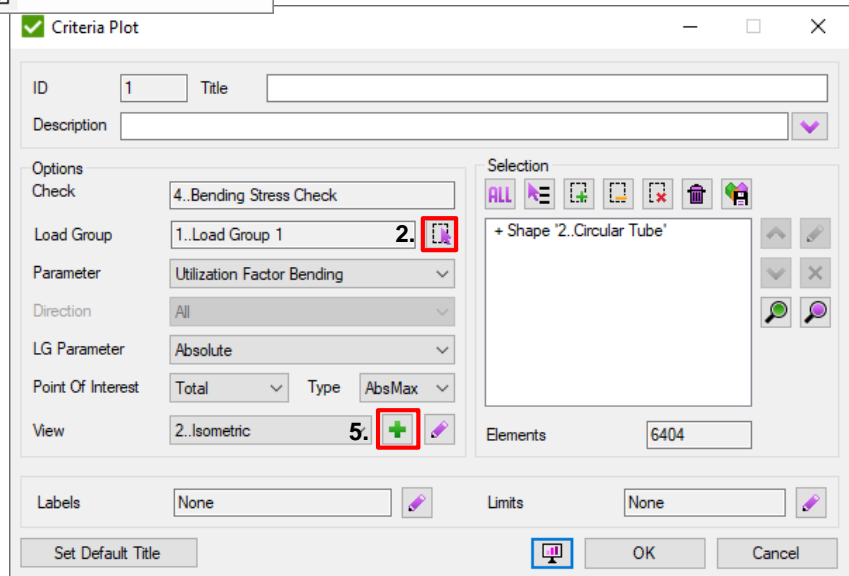 Criteria Plot
ID 1 Title
Description
Options
Check 4..Bending Stress Check
Load Group 1..Load Group 1 2.
Parameter Utilization Factor Bending
Direction All
LG Parameter Absolute
Point Of Interest Total Type AbsMax
View 2..Isometric 5.
Selection
ALL
+ Shape '2..Circular Tube'
Elements 6404
Labels None Limits None
Set Default Title OK Cancel